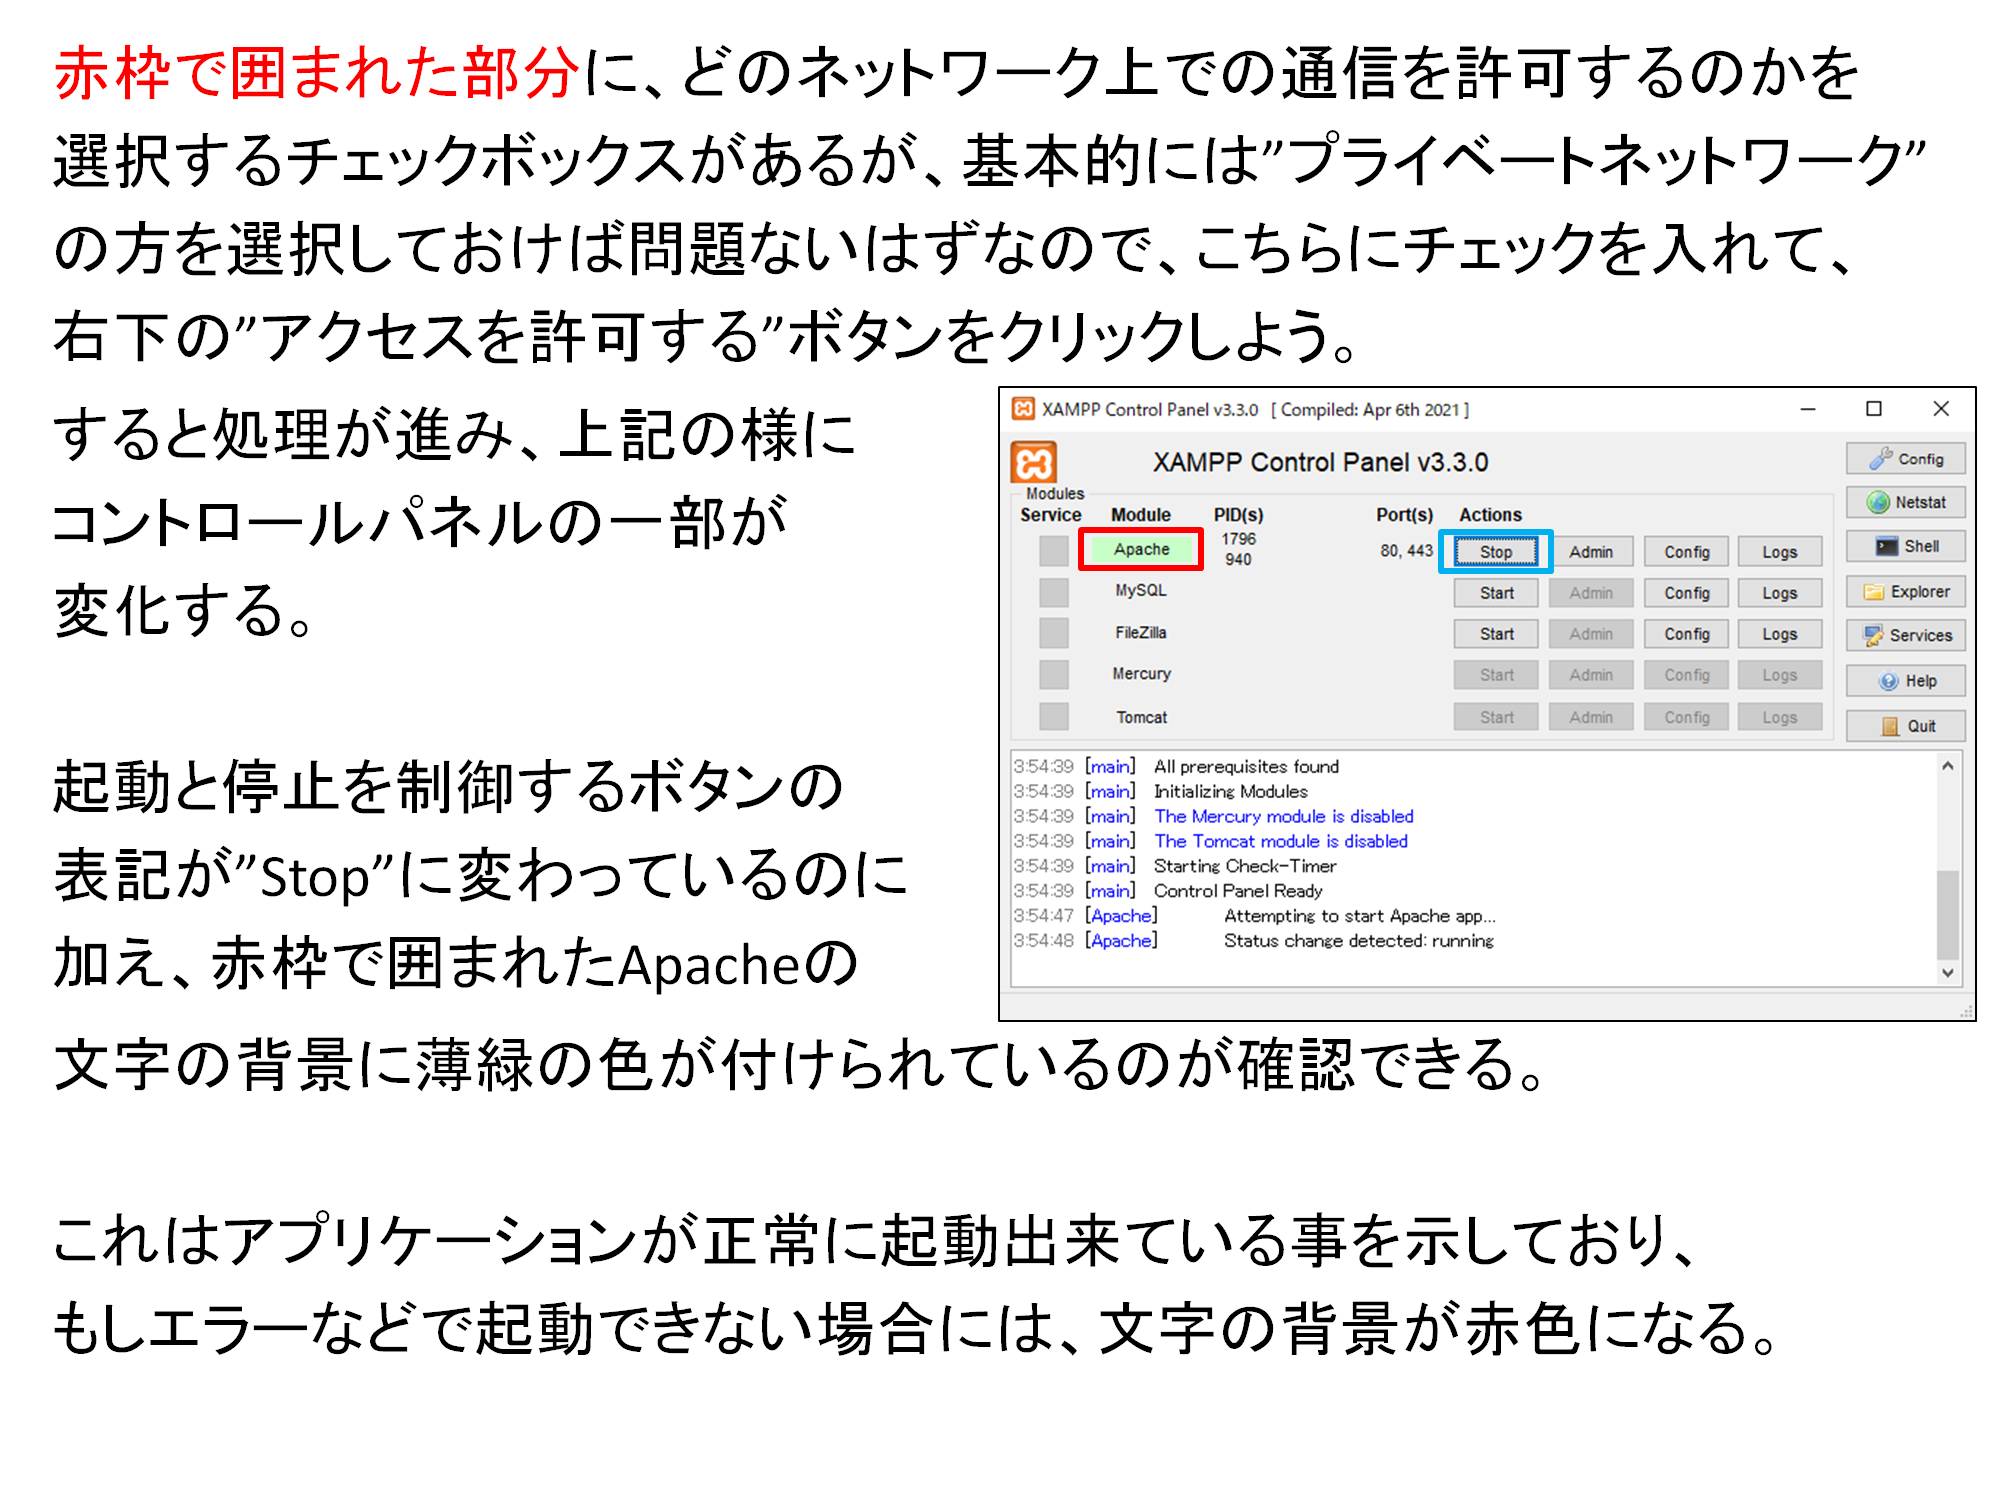 赤枠で囲まれた部分に、どのネットワーク上での通信を許可するのかを
選択するチェックボックスがあるが、基本的には”プライベートネットワーク”
の方を選択しておけば問題ないはずなので、こちらにチェックを入れて、
右下の”アクセスを許可する”ボタンをクリックしよう。
すると処理が進み、上記の様に
コントロールパネルの一部が
変化する。
起動と停止を制御するボタンの
表記が”Stop”に変わっているのに
加え、赤枠で囲まれたApacheの
文字の背景に薄緑の色が付けられているのが確認できる。
これはアプリケーションが正常に起動出来ている事を示しており、
もしエラーなどで起動できない場合には、文字の背景が赤色になる。
XAMPP Control Panel v3.3.0 [ Compiled: Apr 6th 2021 ]
XAMPP Control Panel v3.3.0
Config
Modules
Netstat
Service Module PID(s) Port(s) Actions
Apache 1796 940 80, 443 Stop Admin Config Logs
Shell
MySQL Start Admin Config Logs
Explorer
FileZilla Start Admin Config Logs
Services
Mercury Start Admin Config Logs
Help
Tomcat Start Admin Config Logs
Quit
3:54:39 [main] All prerequisites found
3:54:39 [main] Initializing Modules
3:54:39 [main] The Mercury module is disabled
3:54:39 [main] The Tomcat module is disabled
3:54:39 [main] Starting Check-Timer
3:54:39 [main] Control Panel Ready
3:54:47 [Apache] Attempting to start Apache app...
3:54:48 [Apache] Status change detected: running